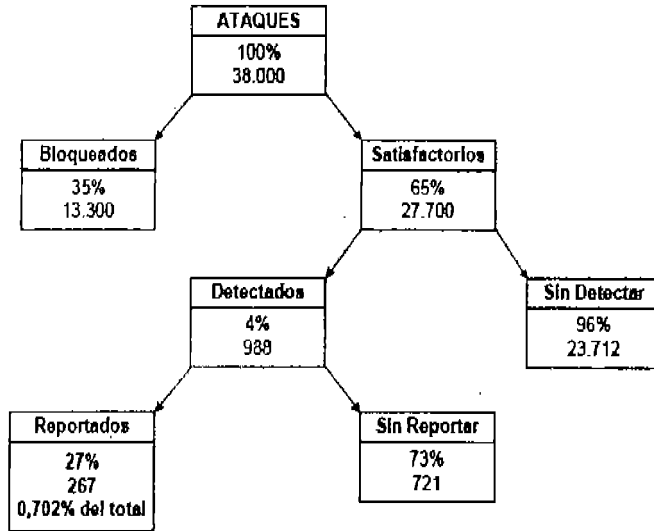 ATAQUES
100%
38.000
Bloqueados
35%
13.300
Satisfactorios
65%
27.700
Detectados
4%
988
Sin Detectar
96%
23.712
Reportados
27%
267
0,702% del total
Sin Reportar
73%
721